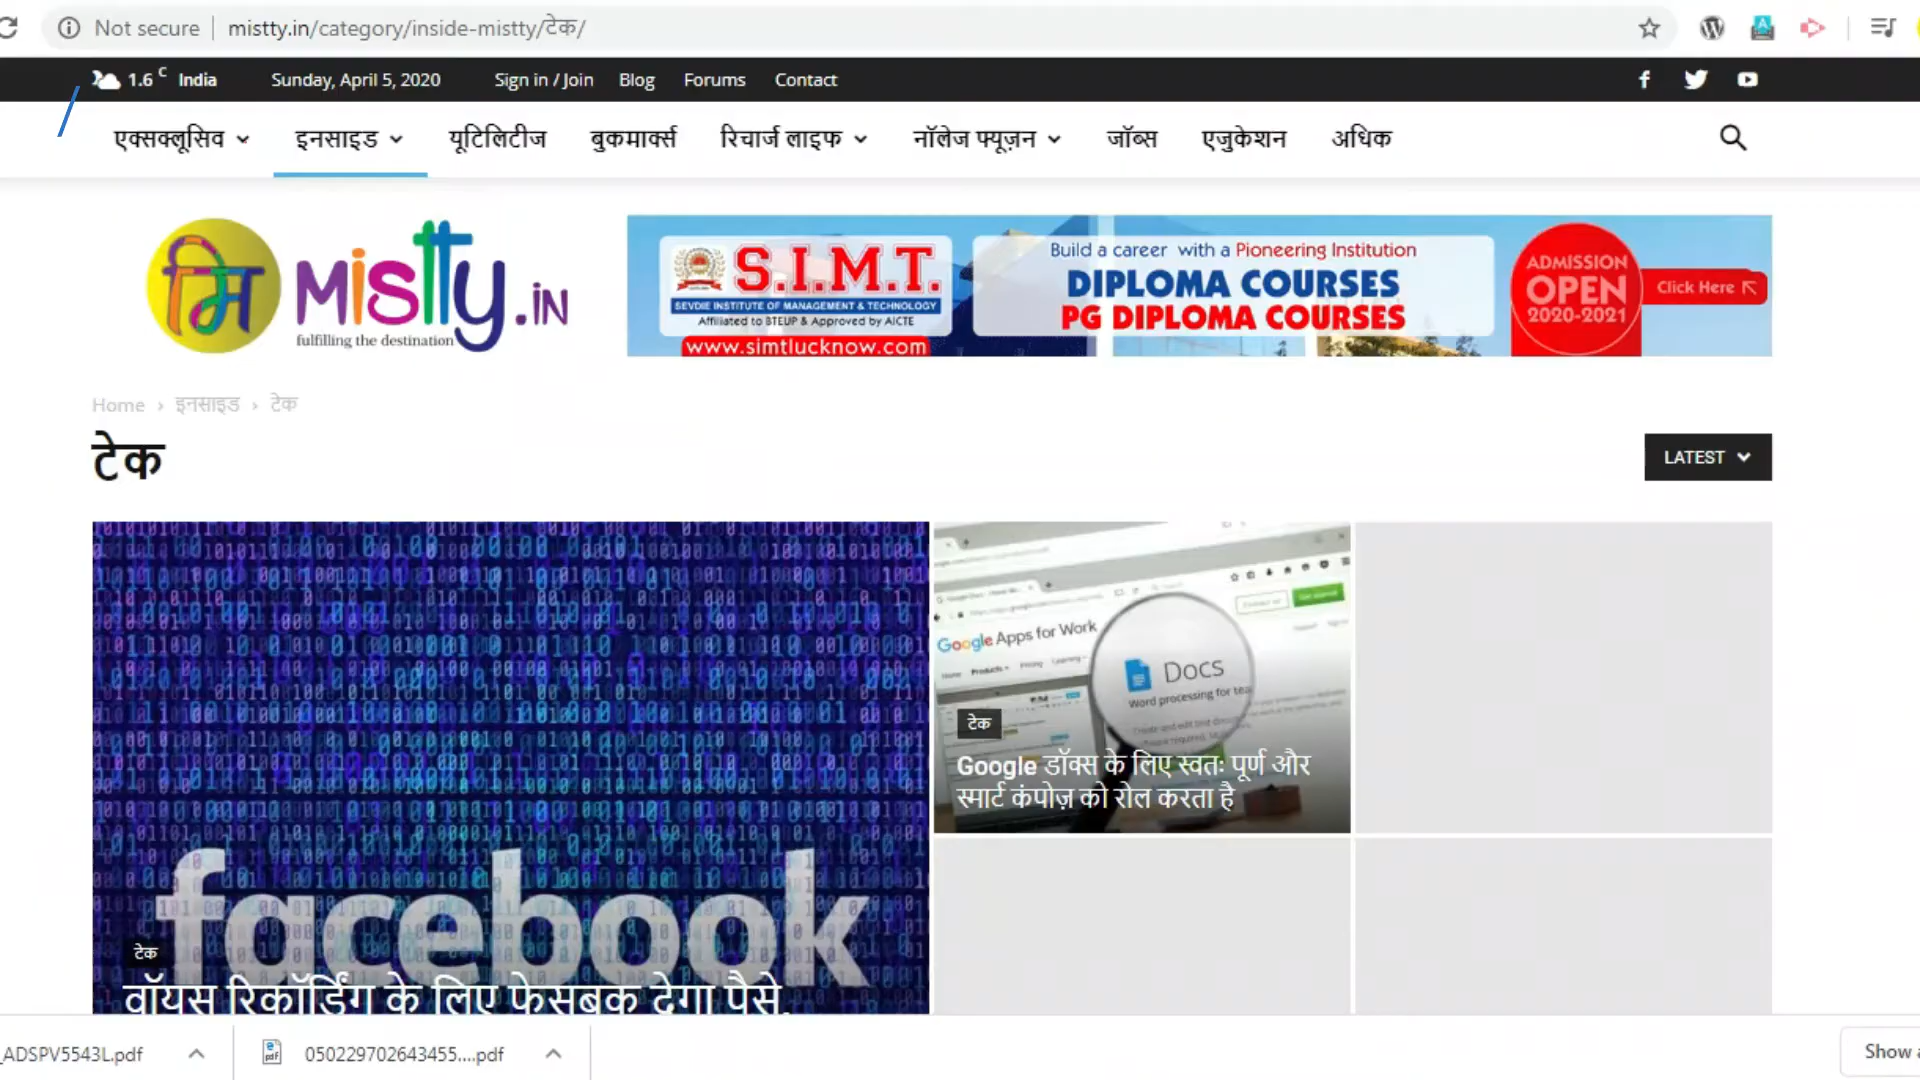 Not secure | mistty.in/category/inside-mistty/टेक/
1.6 C India Sunday, April 5, 2020 Sign in / Join Blog Forums Contact
एक्सक्लूसिव इनसाइड यूटिलिटीज बुकमार्क्स रिचार्ज लाइफ नॉलेज फ्यूज़न जॉब्स एजुकेशन अधिक
मि Mistty.in
fulfilling the destination
S.I.M.T.
SEVDIE INSTITUTE OF MANAGEMENT & TECHNOLOGY
Affiliated to BTEUP & Approved by AICTE
www.simtlucknow.com
Build a career with a Pioneering Institution
DIPLOMA COURSES
PG DIPLOMA COURSES
ADMISSION
OPEN
2020-2021
Click Here
Home › इनसाइड › टेक
टेक
LATEST
facebook
टेक
वॉयस रिकॉर्डिंग के लिए फेसबुक देगा पैसे,
Google Apps for Work
Docs
Word processing for tea
टेक
Google डॉक्स के लिए स्वतः पूर्ण और
स्मार्ट कंपोज़ को रोल करता है
_ADSPV5543L.pdf
050229702643455....pdf
Show